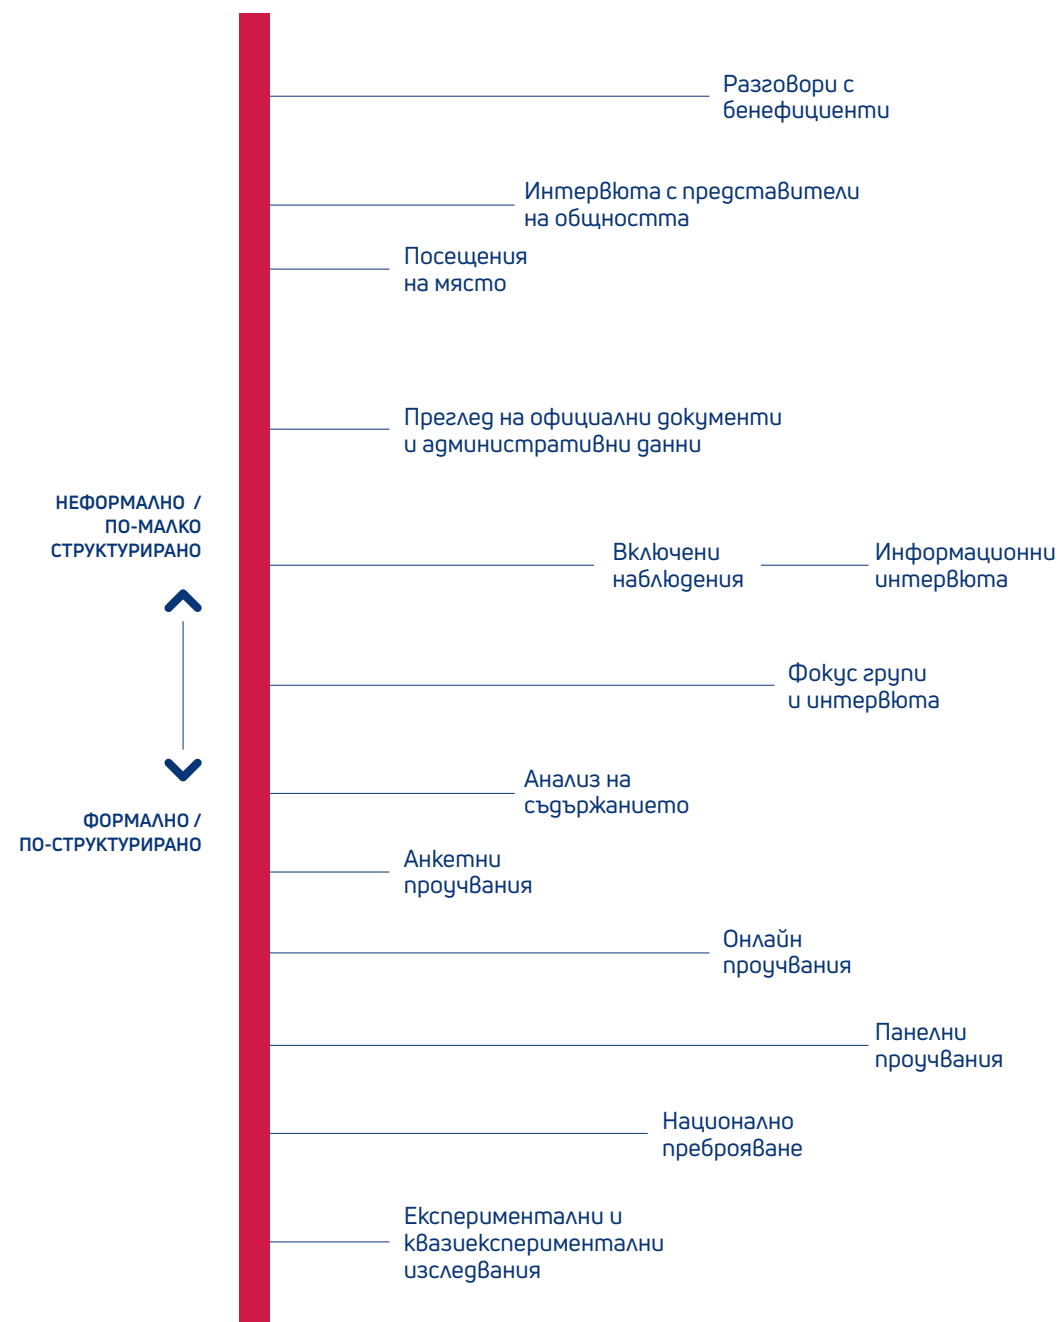 Разговори с
бенефициенти
Интервюта с представители
на общността
Посещения
на място
Преглед на официални документи
и административни данни
НЕФОРМАЛНО /
ПО-МАЛКО
СТРУКТУРИРАНО
Включени
наблюдения
Информационни
интервюта
Фокус групи
и интервюта
Анализ на
съдържанието
ФОРМАЛНО /
ПО-СТРУКТУРИРАНО
Анкетни
проучвания
Онлайн
проучвания
Панелни
проучвания
Национално
преброяване
Експериментални и
квазиекспериментални
изследвания